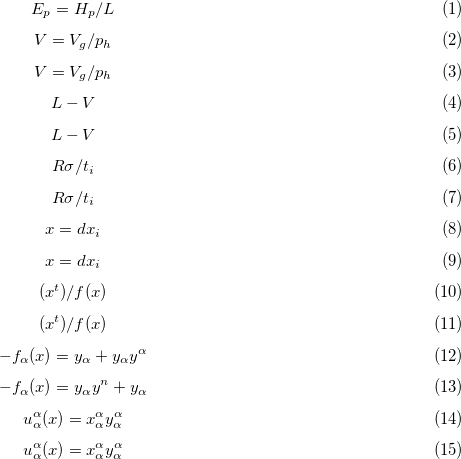 E_p = H_p/L (1)
V = V_g/p_h (2)
V = V_g/p_h (3)
L − V (4)
L − V (5)
Rσ/t_i (6)
Rσ/t_i (7)
x = dx_i (8)
x = dx_i (9)
(x^t)/f(x) (10)
(x^t)/f(x) (11)
−f_α(x) = y_α + y_α y^α (12)
−f_α(x) = y_α y^n + y_α (13)
u_α^α(x) = x_α^α y_α^α (14)
u_α^α(x) = x_α^α y_α^α (15)